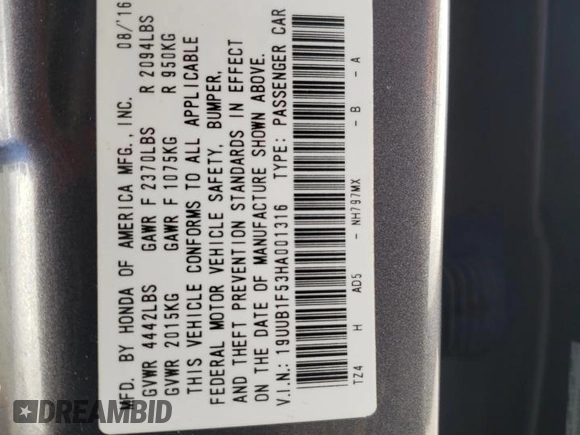 MFD. BY HONDA OF AMERICA MFG., INC. 08/'16
GVWR 4442LBS GAWR F 2370LBS R 2094LBS
GVWR 2015KG GAWR F 1075KG R 950KG
THIS VEHICLE CONFORMS TO ALL APPLICABLE
FEDERAL MOTOR VEHICLE SAFETY, BUMPER,
AND THEFT PREVENTION STANDARDS IN EFFECT
ON THE DATE OF MANUFACTURE SHOWN ABOVE.
V.I.N.: 19UUB1F53HA001316 TYPE: PASSENGER CAR
TZ4 H AD5 - NH797MX - B - A
DREAMBID